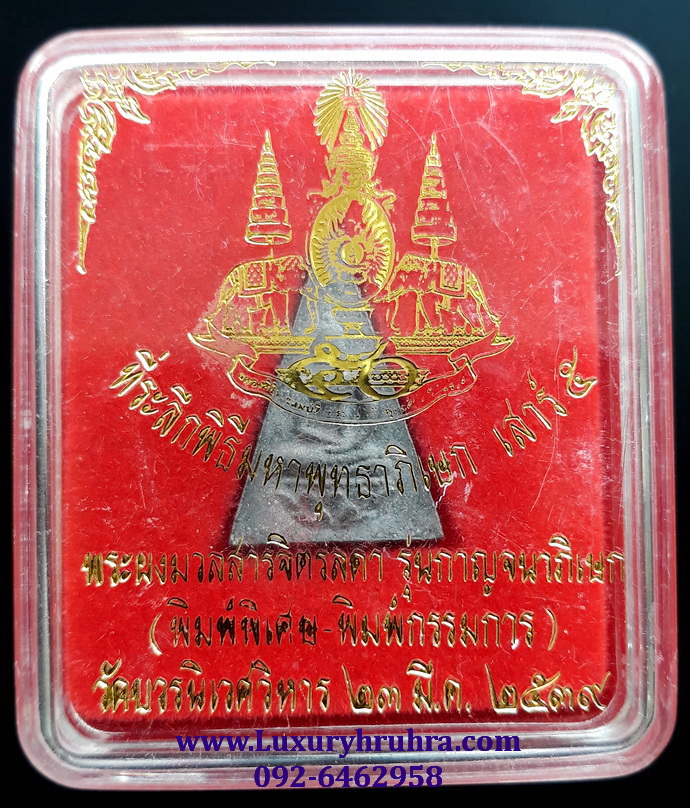 ที่ระลึกพิธีมหาพุทธาภิเษก เสาร์ ๕
พระผงมวลสารจิตรลดา รุ่นกาญจนาภิเษก
(พิมพ์พิเศษ-พิมพ์กรรมการ)
วัดบวรนิเวศวิหาร ๒๓ มี.ค. ๒๕๓๙
www.Luxuryhruhra.com
092-6462958